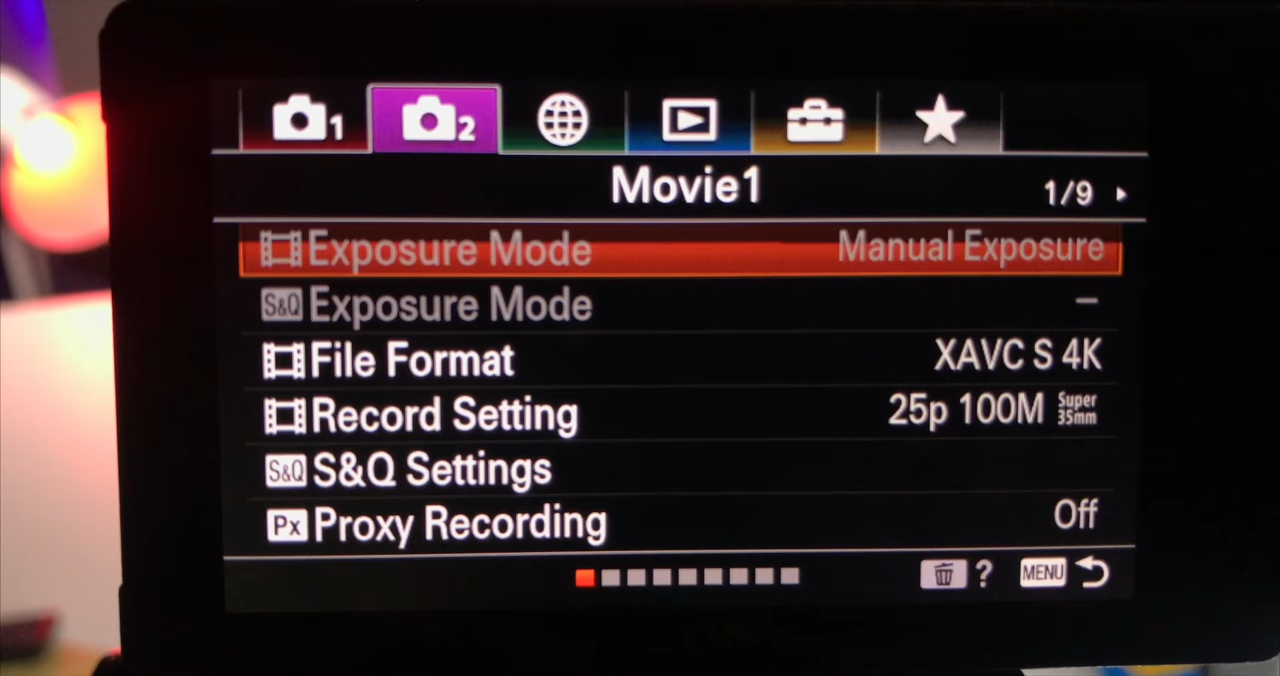 1 2
Movie1 1/9
Exposure Mode Manual Exposure
S&Q Exposure Mode –
File Format XAVC S 4K
Record Setting 25p 100M Super 35mm
S&Q S&Q Settings
Px Proxy Recording Off
? MENU